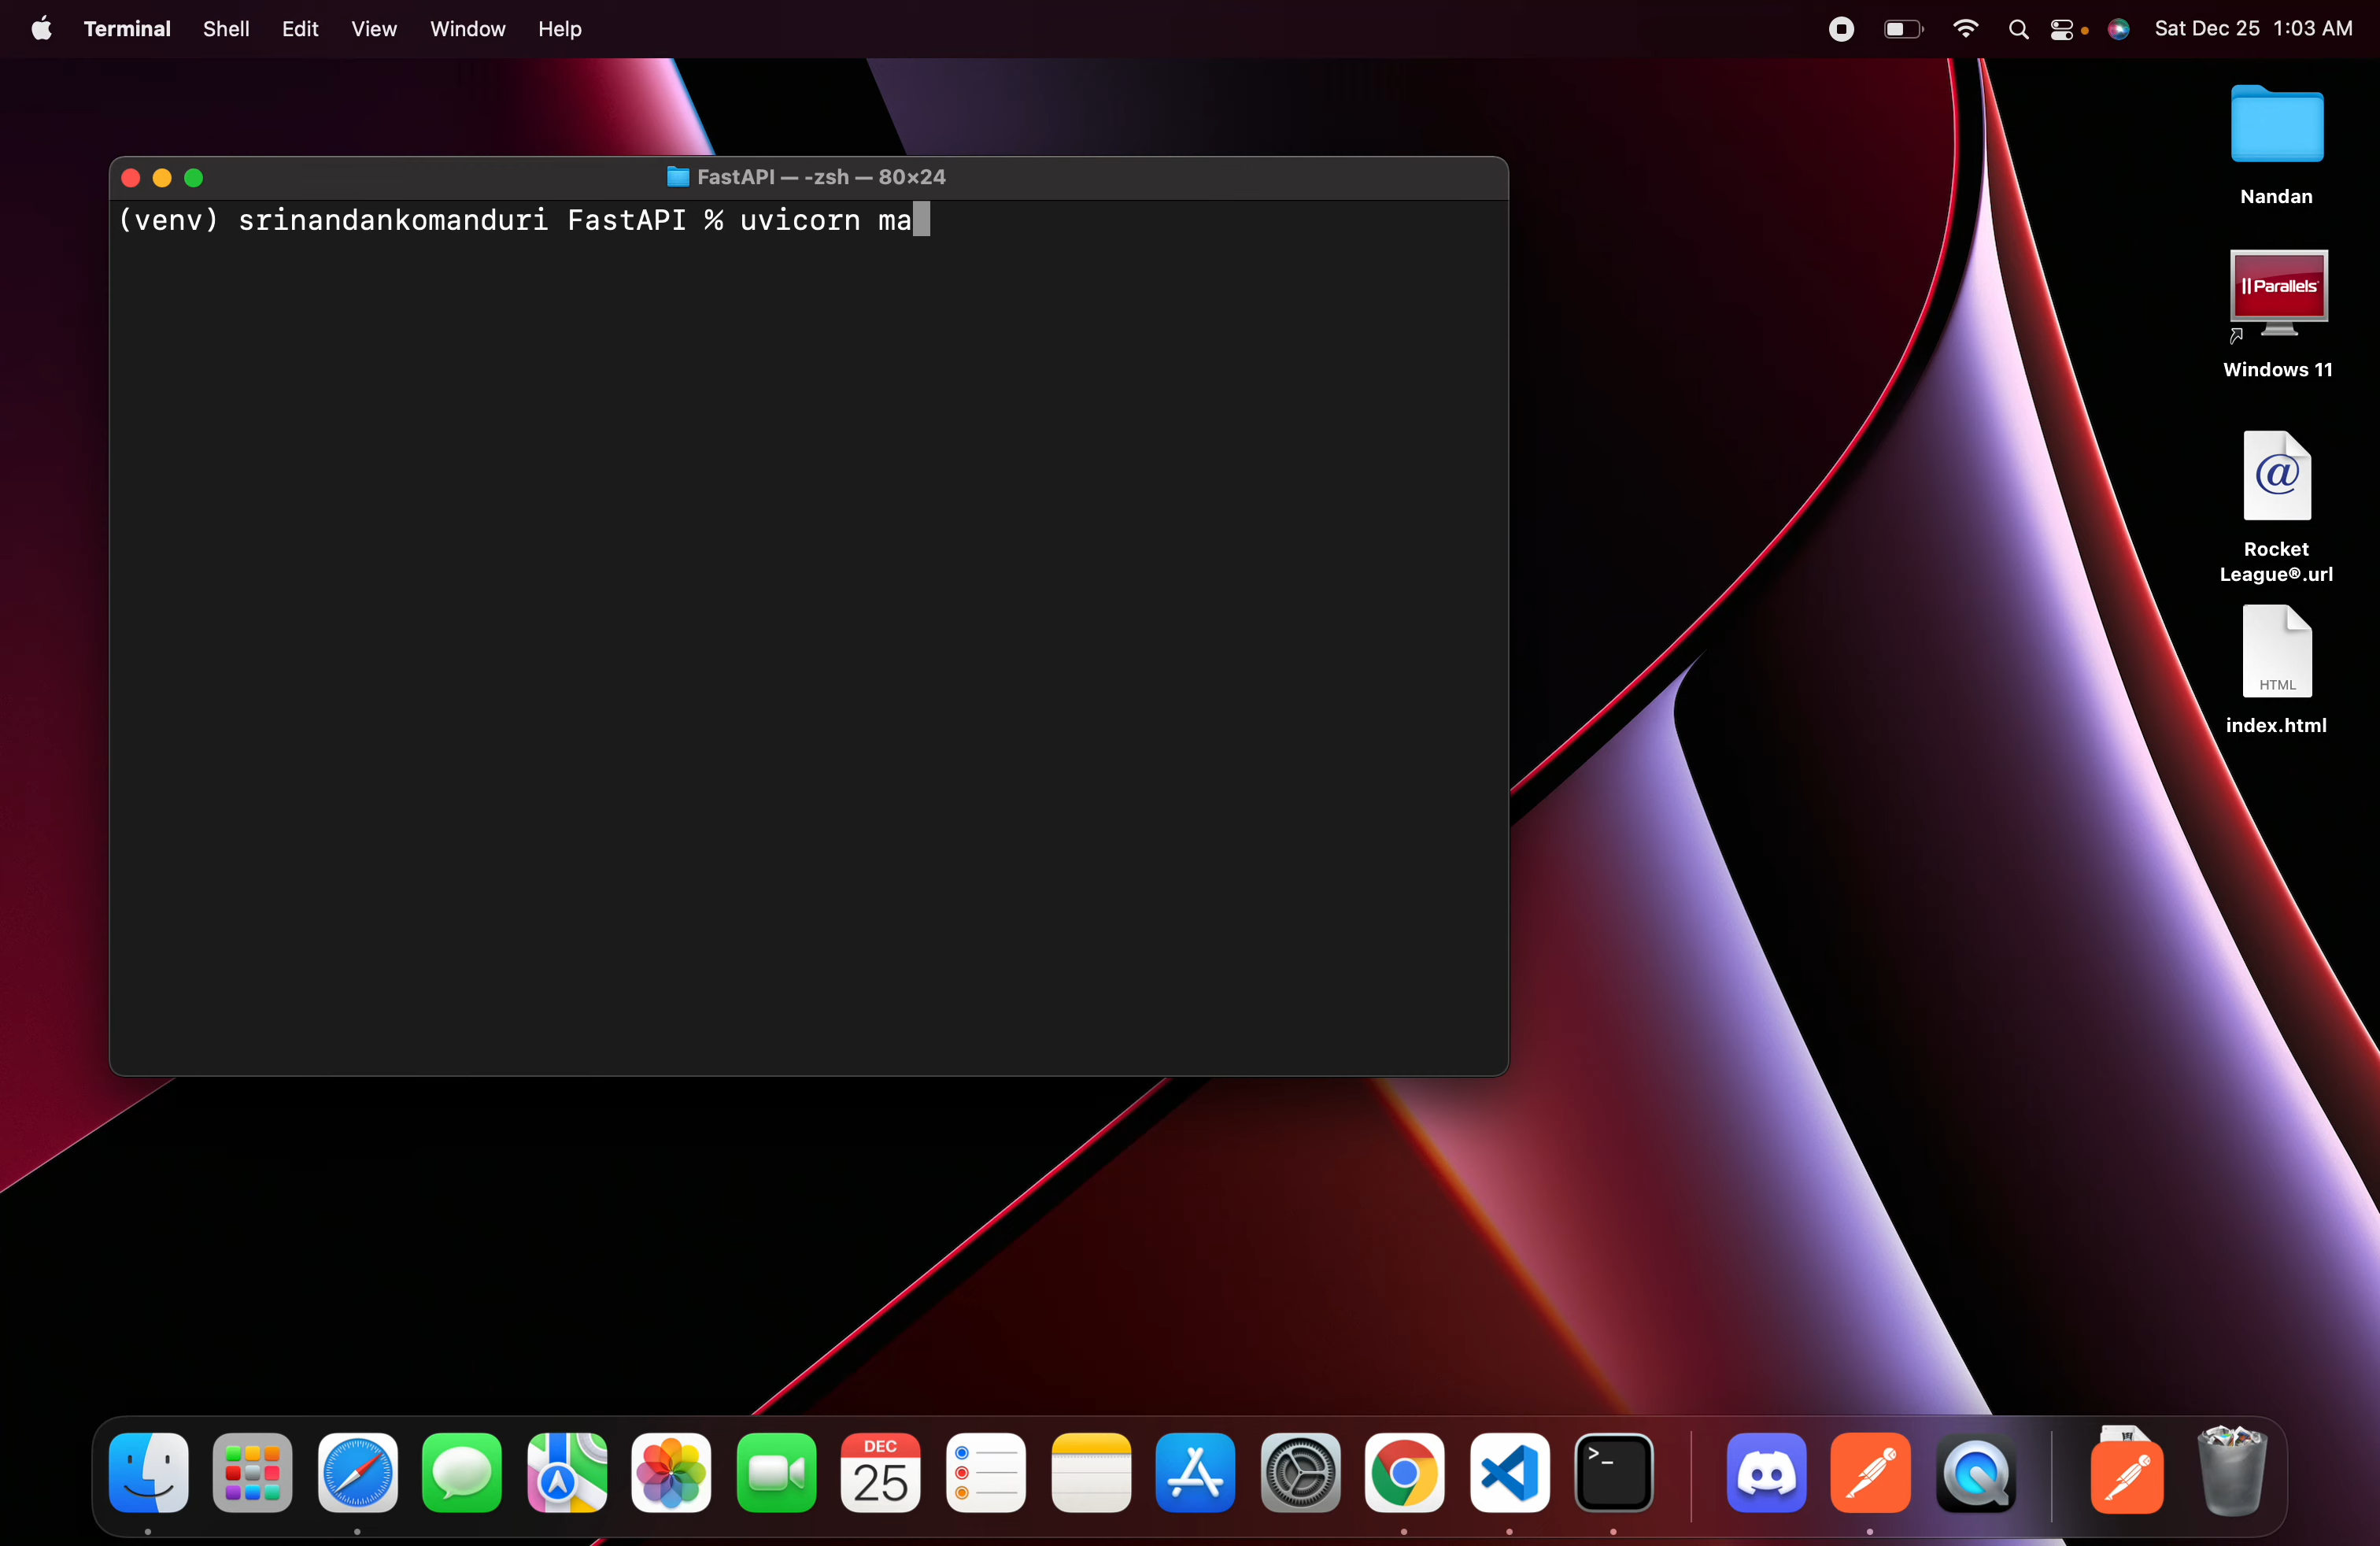 Terminal Shell Edit View Window Help Sat Dec 25 1:03 AM
FastAPI — -zsh — 80×24
(venv) srinandankomanduri FastAPI % uvicorn ma
Nandan
Parallels
Windows 11
@
Rocket
League®.url
HTML
index.html
DEC
25
>_